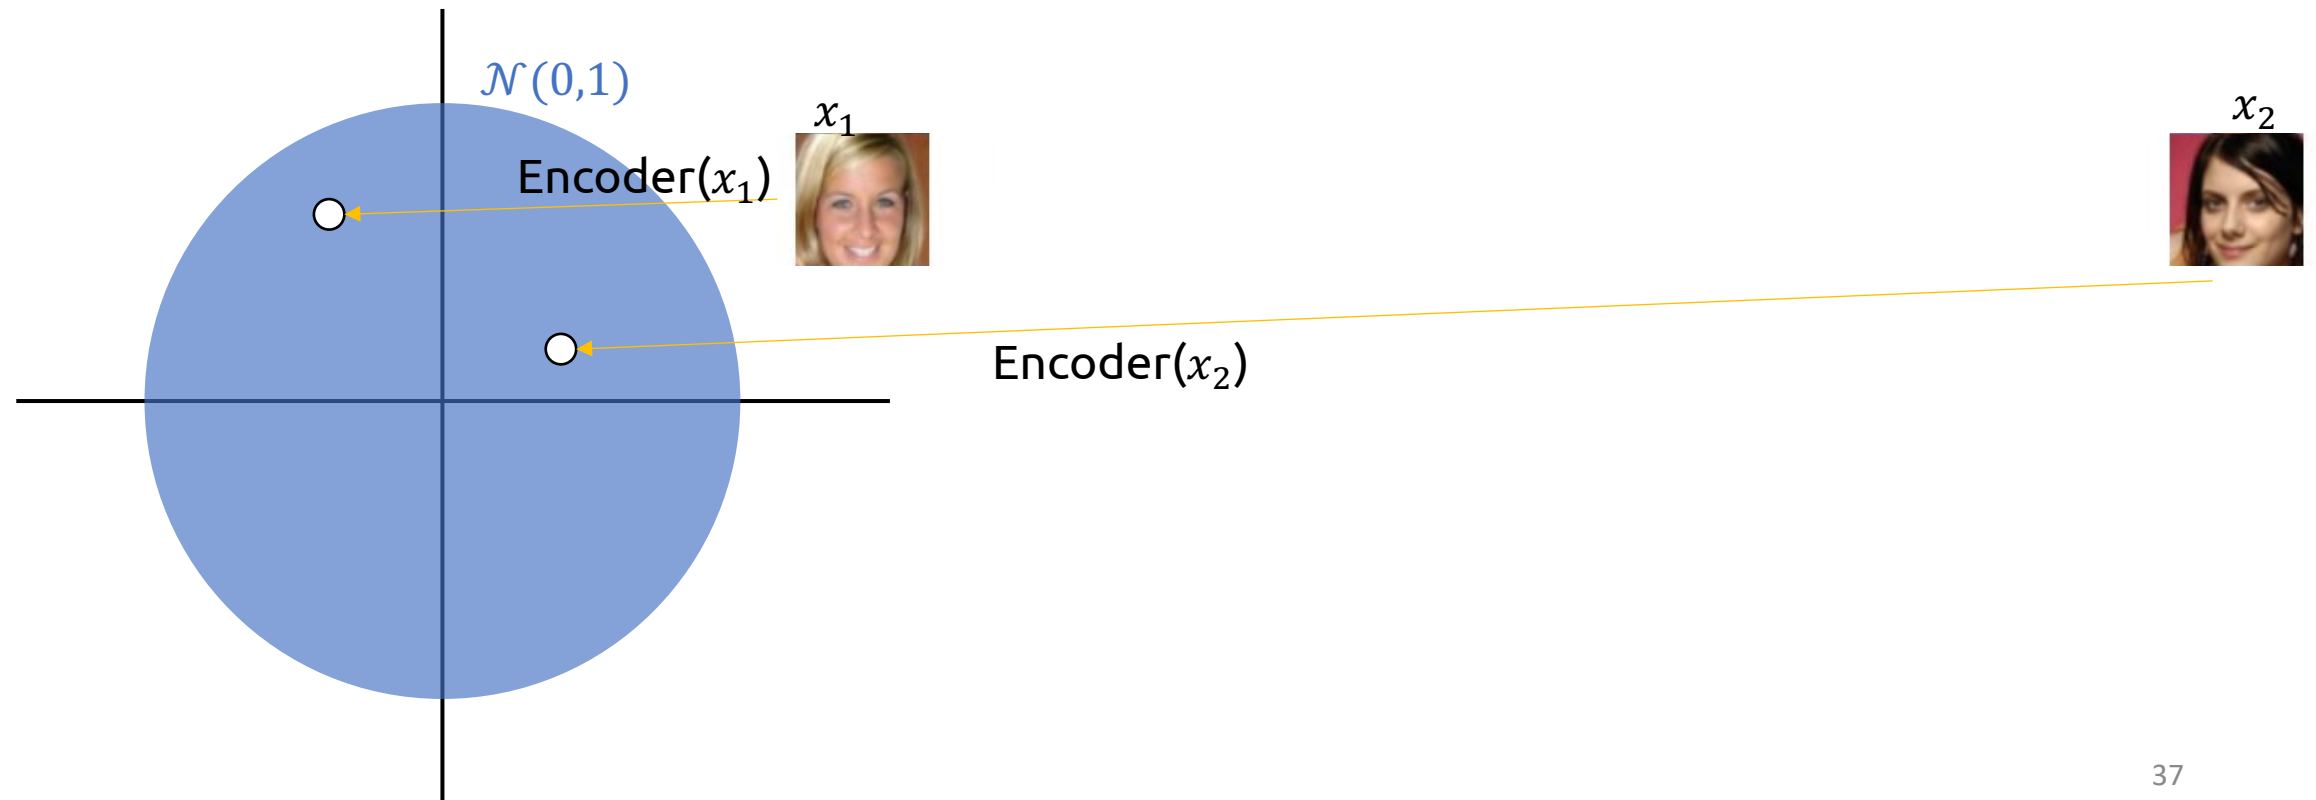 𝒩(0,1)
x₁
x₂
Encoder(x₁)
Encoder(x₂)
37